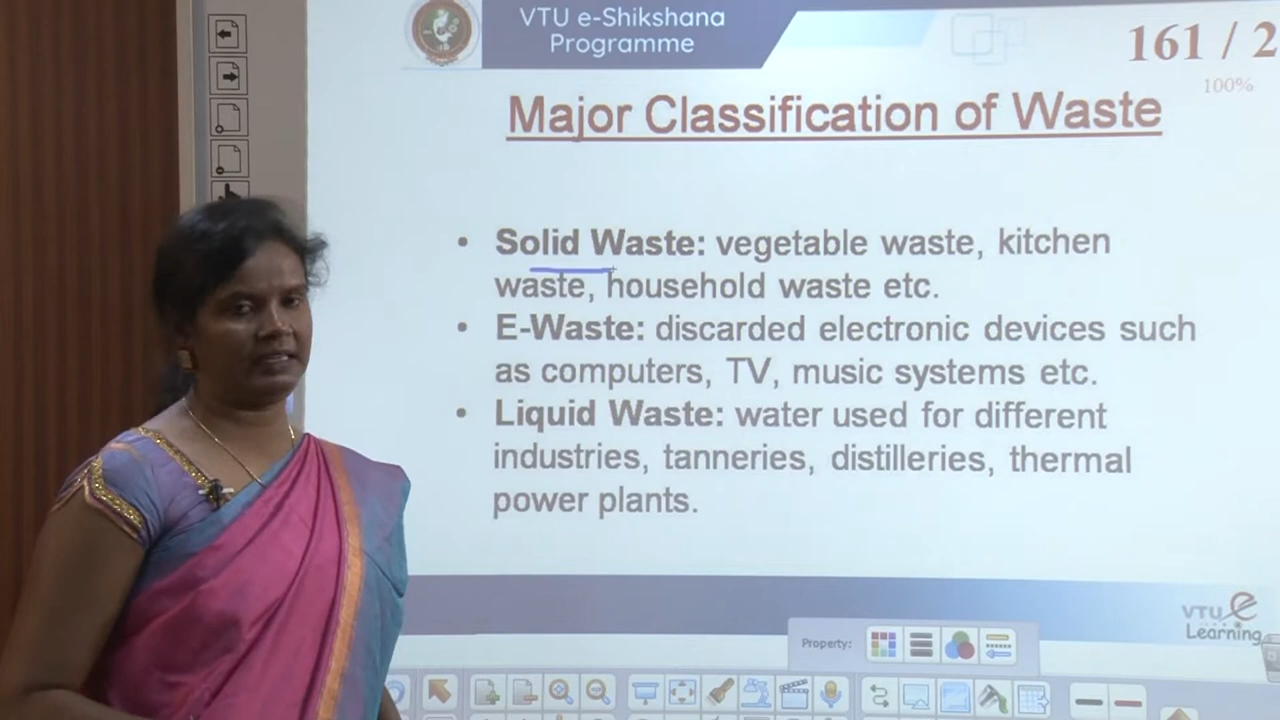 VTU e-Shikshana
Programme
161 / 2
100%
Major Classification of Waste
• Solid Waste: vegetable waste, kitchen
waste, household waste etc.
• E-Waste: discarded electronic devices such
as computers, TV, music systems etc.
• Liquid Waste: water used for different
industries, tanneries, distilleries, thermal
power plants.
VTU e
Learning
Property: